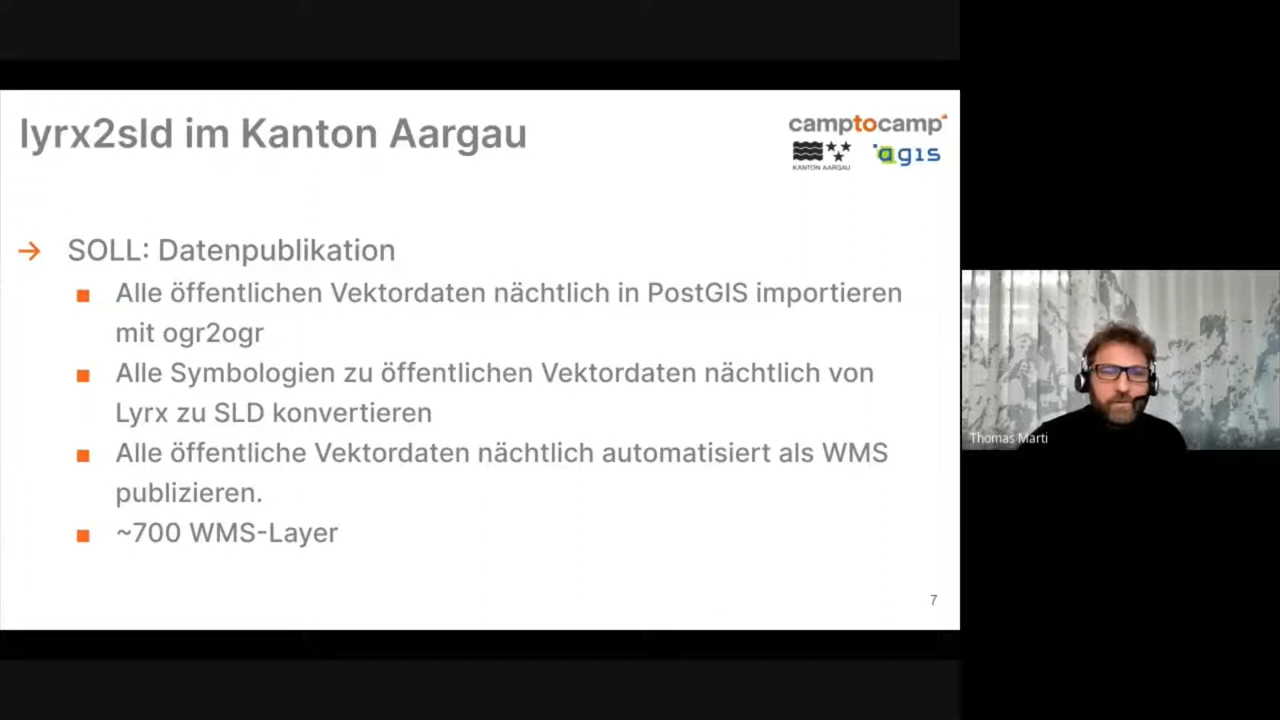 lyrx2sld im Kanton Aargau
camptocamp
KANTON AARGAU
agis
→ SOLL: Datenpublikation
■ Alle öffentlichen Vektordaten nächtlich in PostGIS importieren
mit ogr2ogr
■ Alle Symbologien zu öffentlichen Vektordaten nächtlich von
Lyrx zu SLD konvertieren
■ Alle öffentliche Vektordaten nächtlich automatisiert als WMS
publizieren.
■ ~700 WMS-Layer
7
Thomas Marti